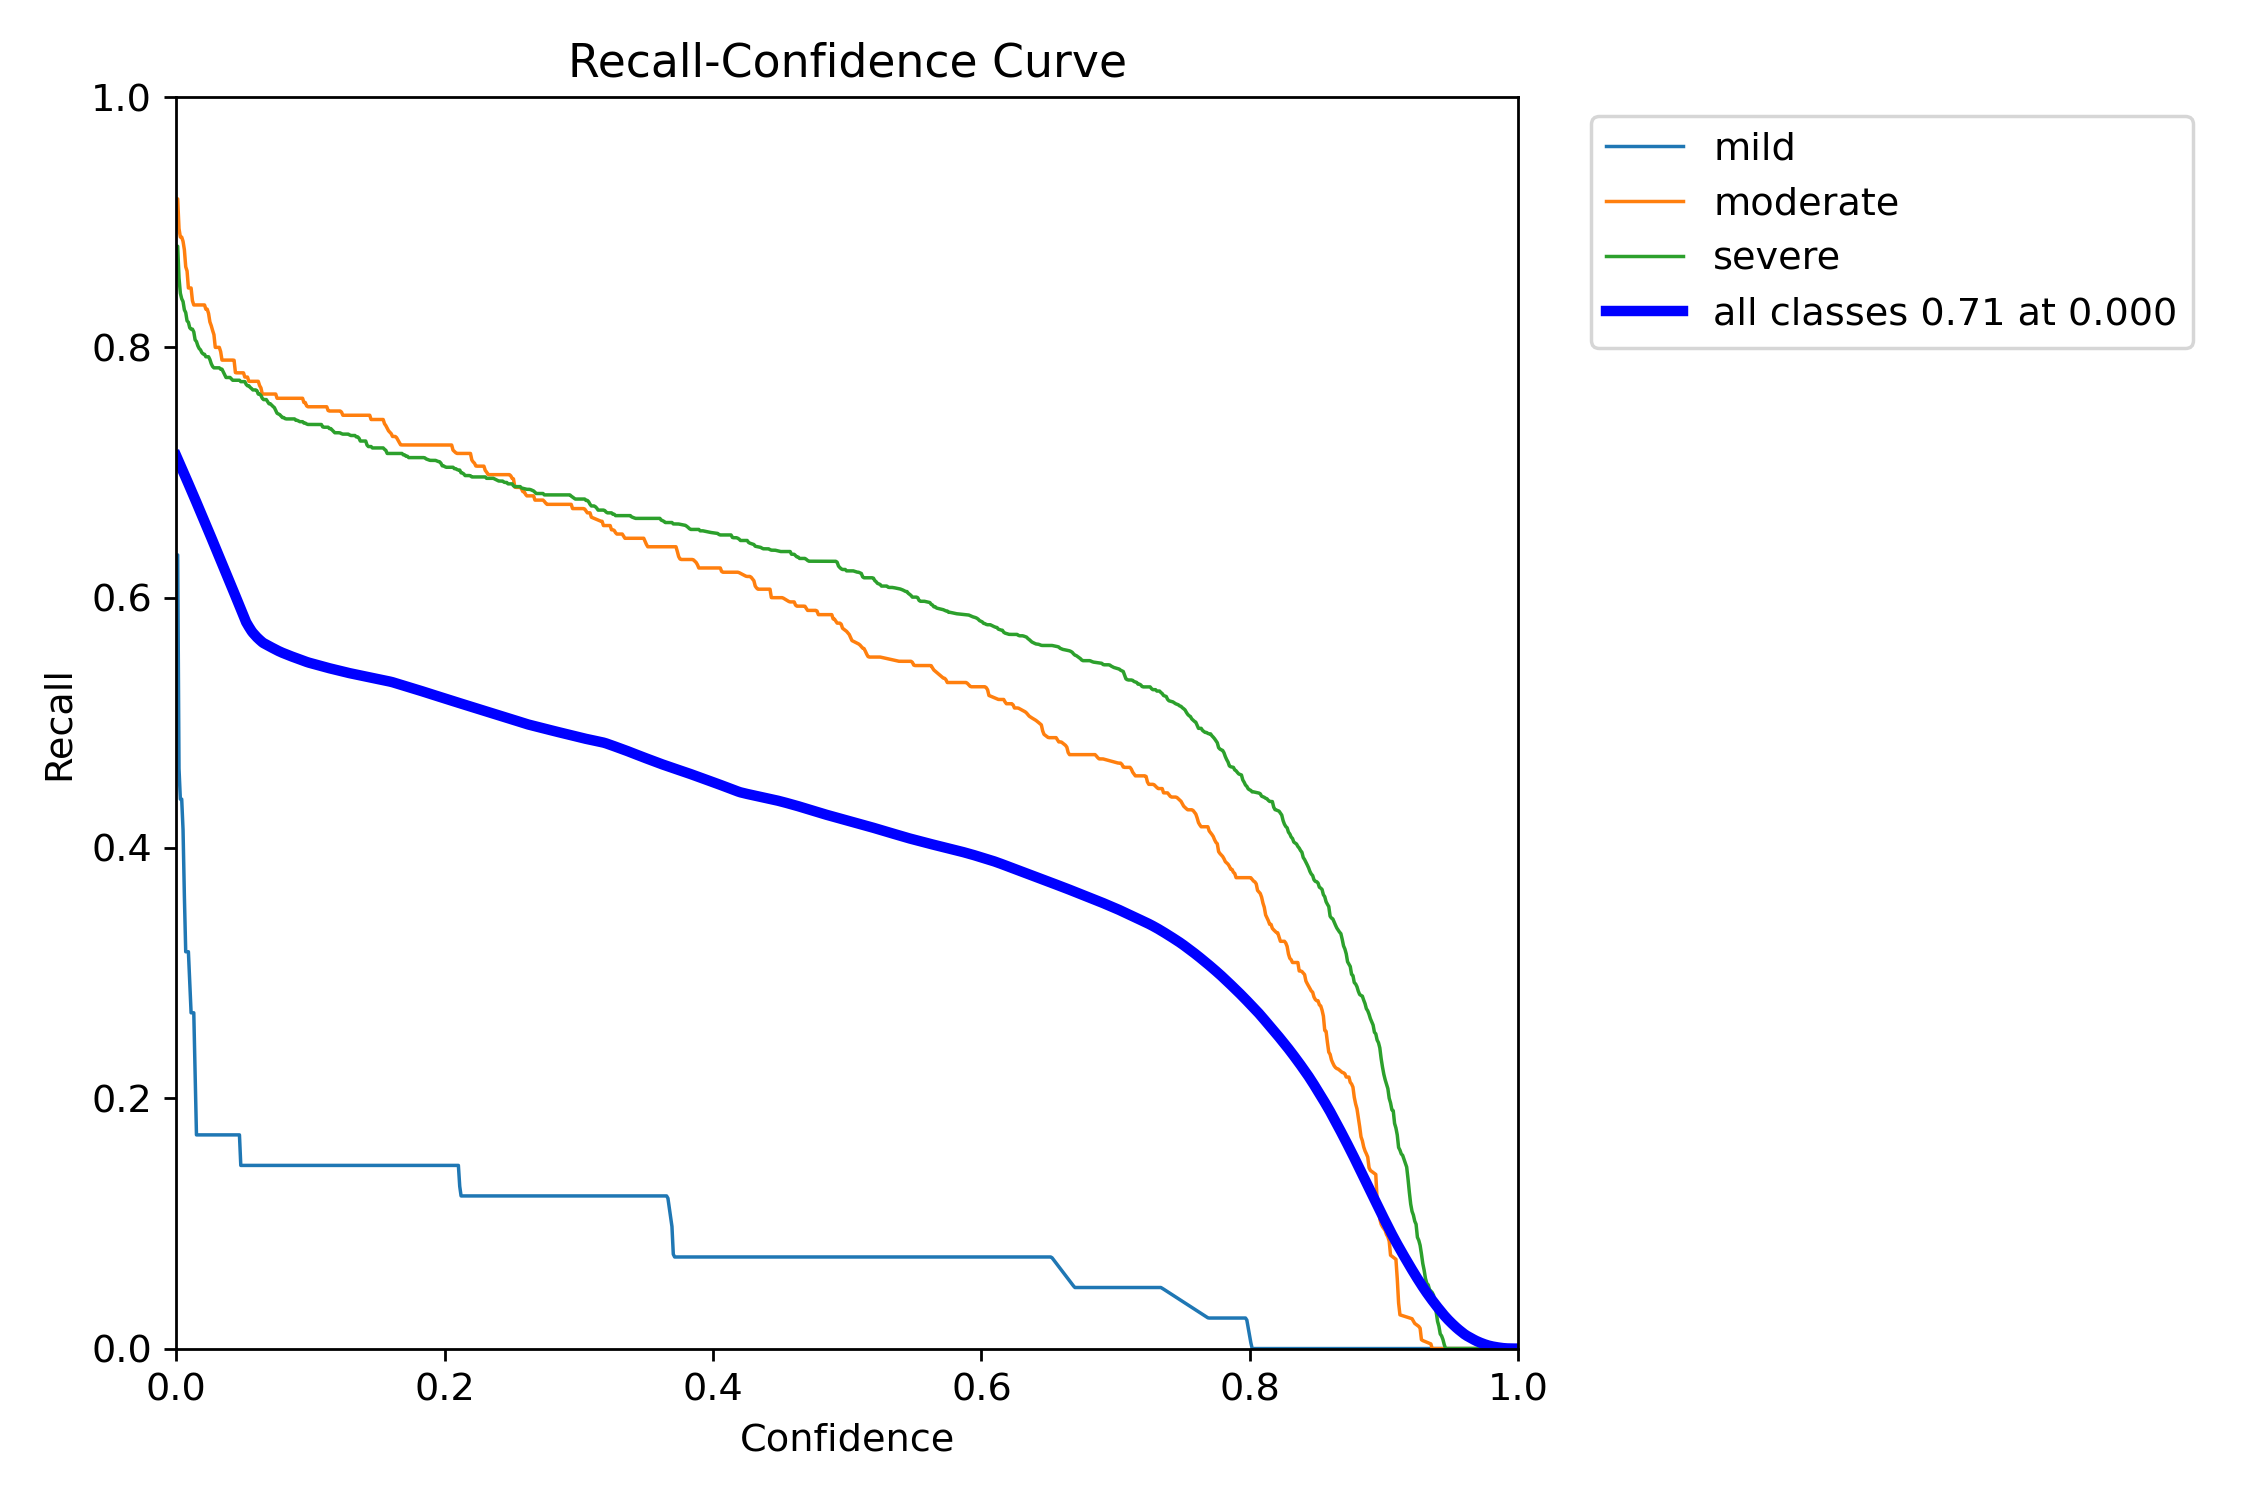 Recall-Confidence Curve
1.0
0.8
0.6
0.4
0.2
0.0
Recall
0.0 0.2 0.4 0.6 0.8 1.0
Confidence
mild
moderate
severe
all classes 0.71 at 0.000